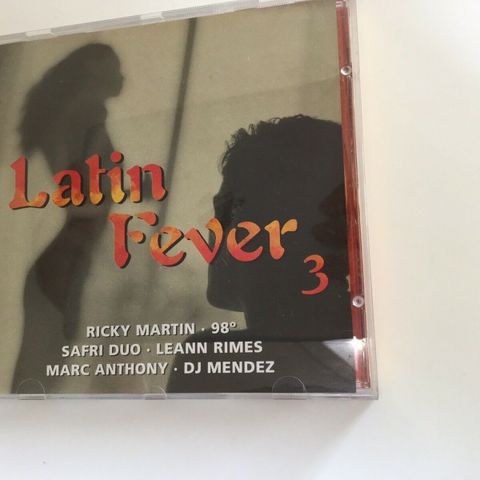 Latin
Fever 3
RICKY MARTIN · 98°
SAFRI DUO · LEANN RIMES
MARC ANTHONY · DJ MENDEZ